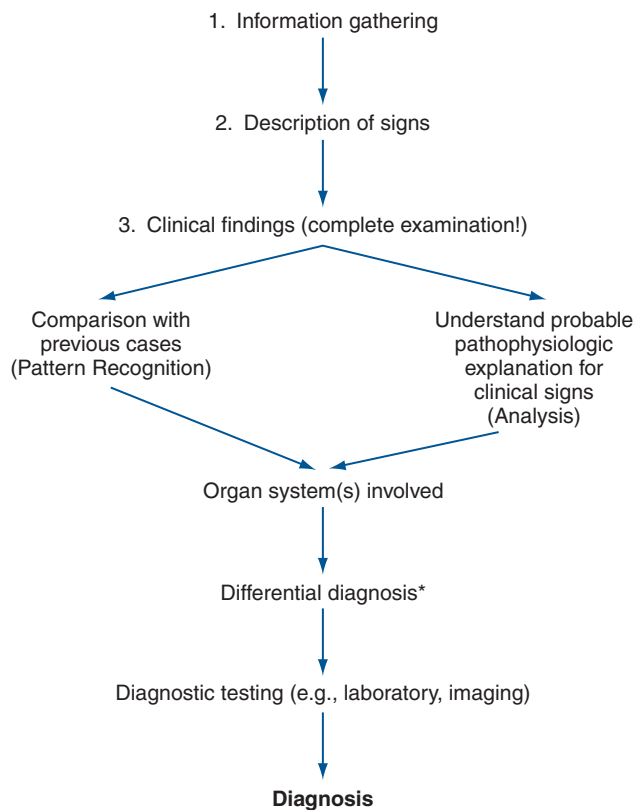 1. Information gathering
2. Description of signs
3. Clinical findings (complete examination!)
Comparison with
previous cases
(Pattern Recognition)
Understand probable
pathophysiologic
explanation for
clinical signs
(Analysis)
Organ system(s) involved
Differential diagnosis*
Diagnostic testing (e.g., laboratory, imaging)
Diagnosis